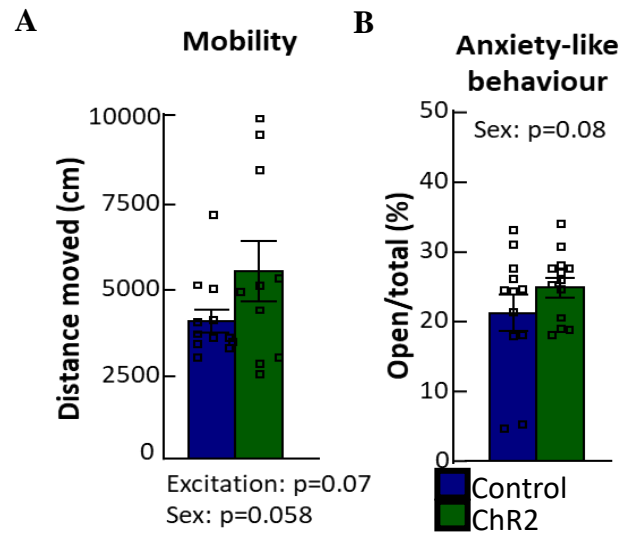 A
Mobility
Distance moved (cm)
10000
7500
5000
2500
0
Excitation: p=0.07
Sex: p=0.058
B
Anxiety-like
behaviour
Sex: p=0.08
Open/total (%)
50
40
30
20
10
0
Control
ChR2